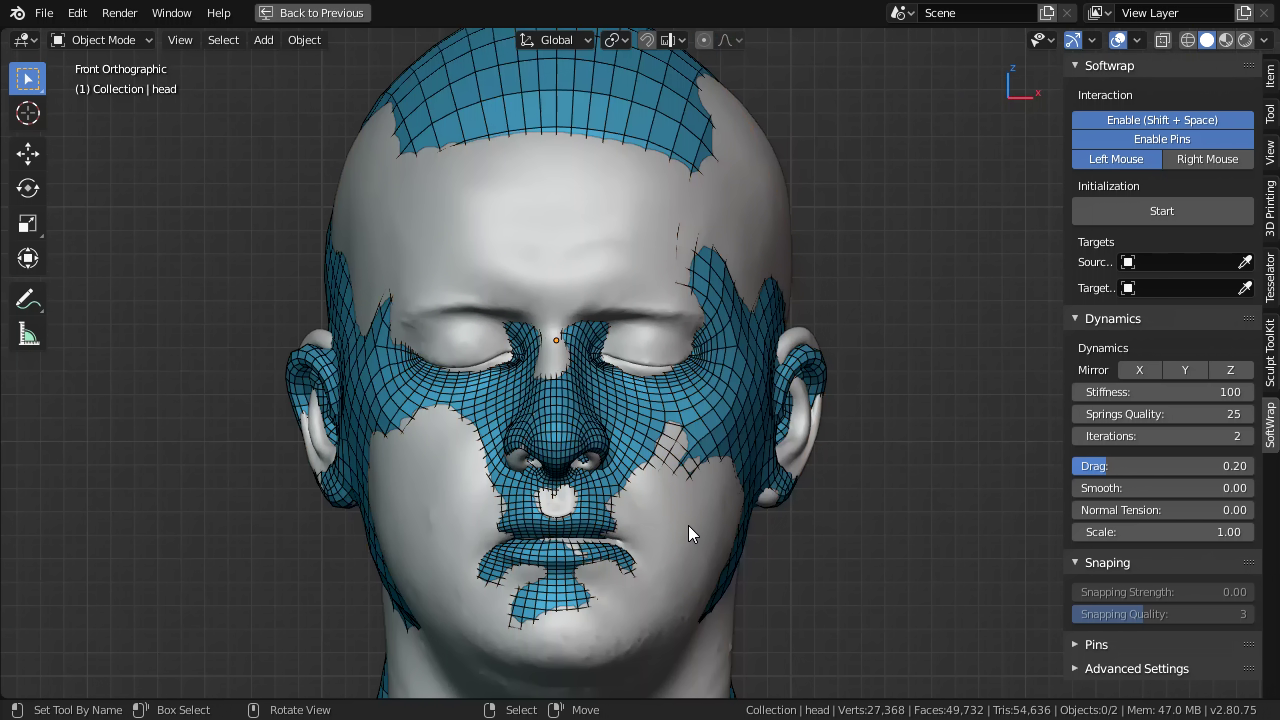 File Edit Render Window Help Back to Previous Scene View Layer
Object Mode View Select Add Object Global
Front Orthographic
(1) Collection | head
Z
X
Softwrap
Interaction
Enable (Shift + Space)
Enable Pins
Left Mouse Right Mouse
Initialization
Start
Targets
Sourc..
Target..
Dynamics
Dynamics
Mirror X Y Z
Stiffness: 100
Springs Quality: 25
Iterations: 2
Drag: 0.20
Smooth: 0.00
Normal Tension: 0.00
Scale: 1.00
Snaping
Snapping Strength: 0.00
Snapping Quality: 3
Pins
Advanced Settings
Item
Tool
View
3D Printing
Tesselator
Sculpt ToolKit
SoftWrap
Set Tool By Name Box Select Rotate View Select Move Collection | head | Verts:27,368 | Faces:49,732 | Tris:54,636 | Objects:0/2 | Mem: 47.0 MB | v2.80.75